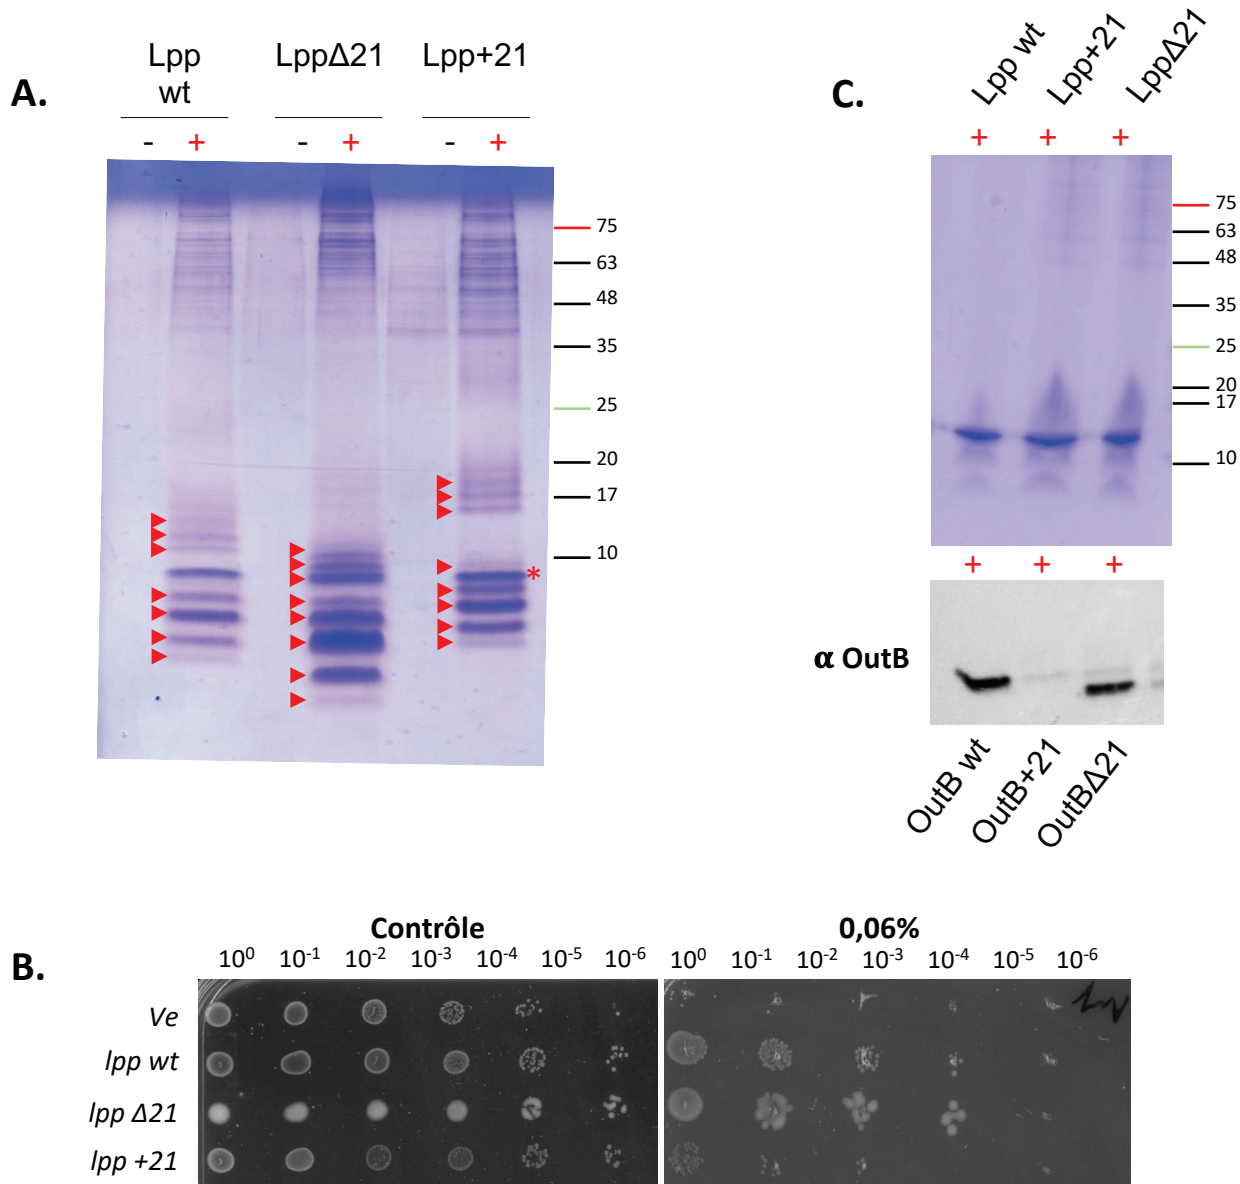 A.
Lpp wt
LppΔ21
Lpp+21
- +
- +
- +
75
63
48
35
25
20
17
10
*
C.
Lpp wt
Lpp+21
LppΔ21
+ + +
75
63
48
35
25
20
17
10
+ + +
α OutB
OutB wt
OutB+21
OutBΔ21
B.
Contrôle
10⁰ 10⁻¹ 10⁻² 10⁻³ 10⁻⁴ 10⁻⁵ 10⁻⁶
0,06%
10⁰ 10⁻¹ 10⁻² 10⁻³ 10⁻⁴ 10⁻⁵ 10⁻⁶
Ve
lpp wt
lpp Δ21
lpp +21